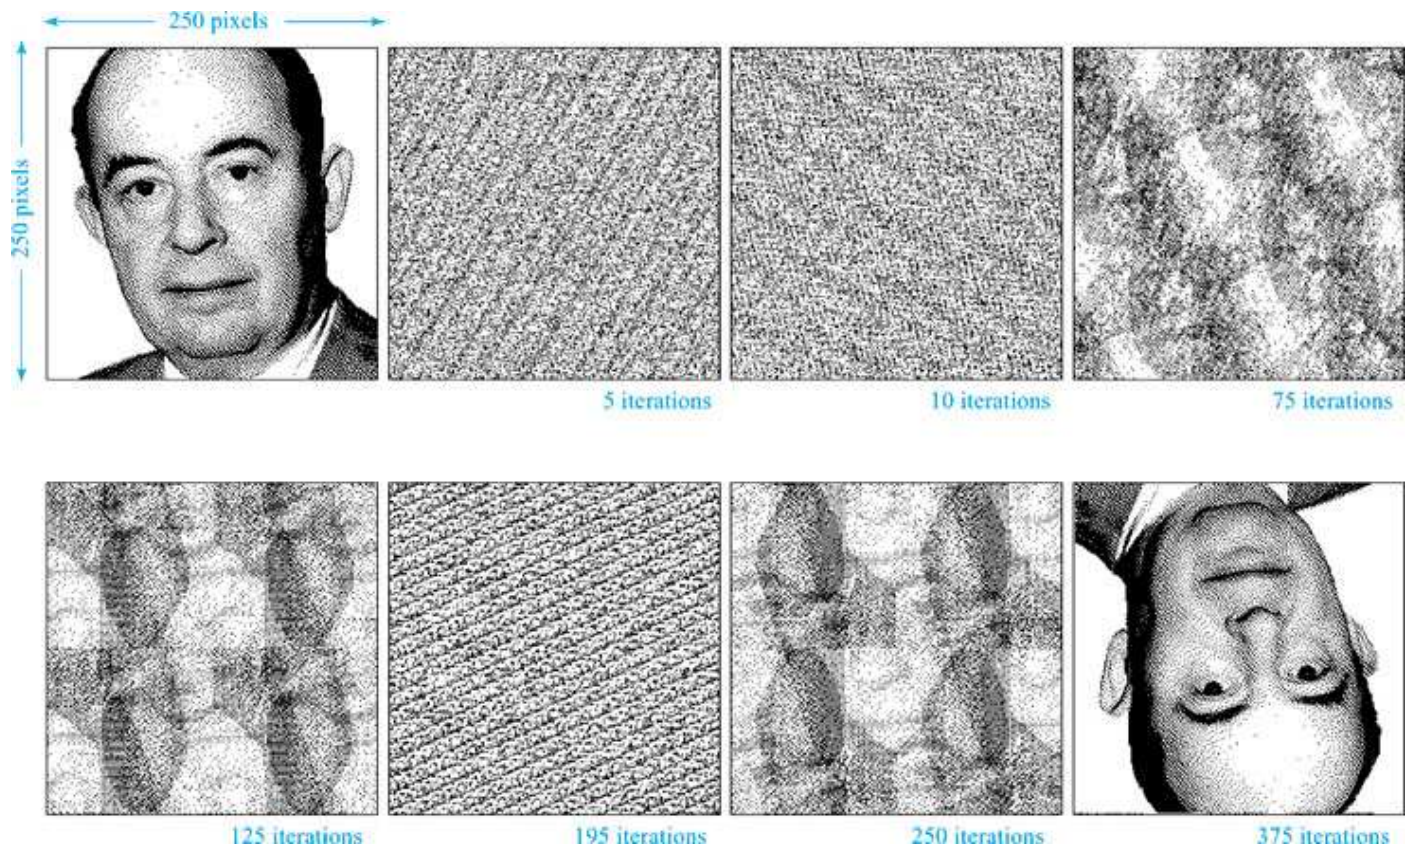 250 pixels
250 pixels
5 iterations
10 iterations
75 iterations
125 iterations
195 iterations
250 iterations
375 iterations